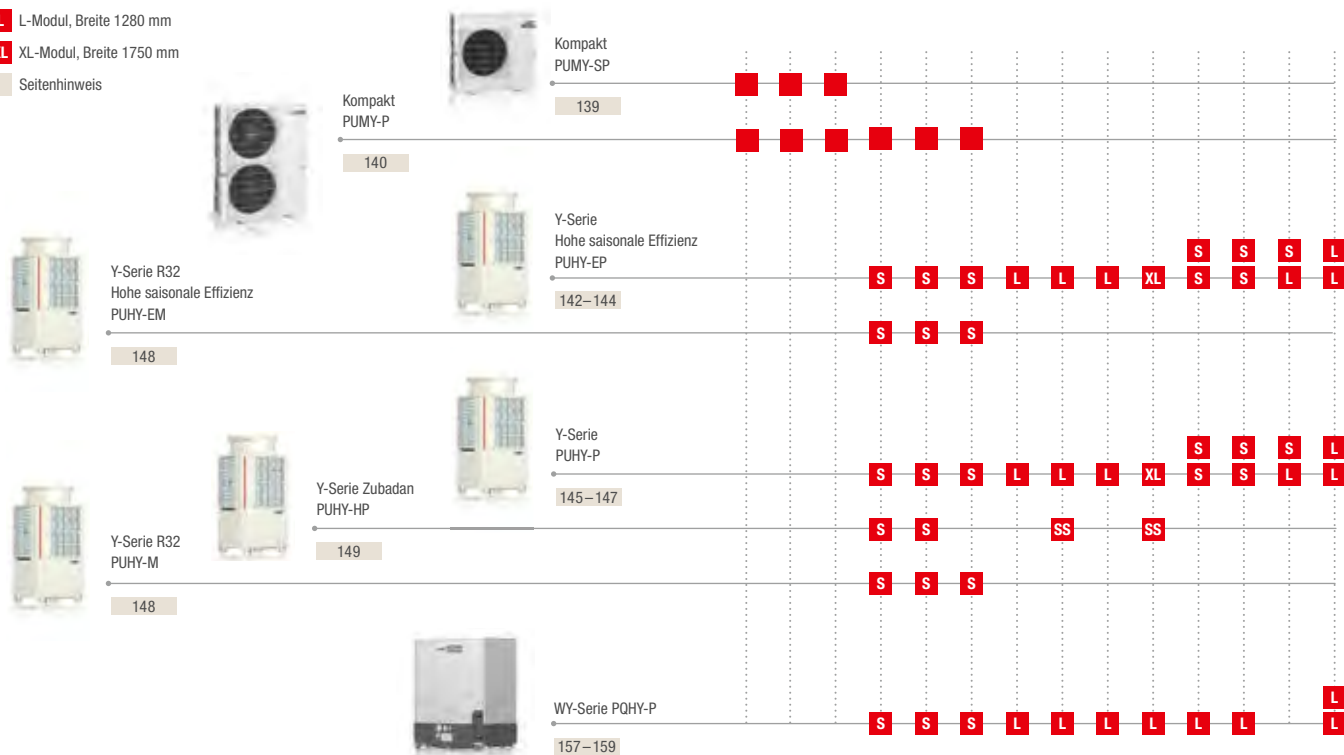 L L-Modul, Breite 1280 mm
XL XL-Modul, Breite 1750 mm
Seitenhinweis
Kompakt
PUMY-SP
139
Kompakt
PUMY-P
140
Y-Serie
Hohe saisonale Effizienz
PUHY-EP
142–144
S S S L
S S S L L L XL S S L L
Y-Serie R32
Hohe saisonale Effizienz
PUHY-EM
148
S S S
Y-Serie
PUHY-P
145–147
S S S L
S S S L L L XL S S L L
Y-Serie Zubadan
PUHY-HP
149
S S SS SS
Y-Serie R32
PUHY-M
148
S S S
WY-Serie PQHY-P
157–159
L
S S S L L L L L L L